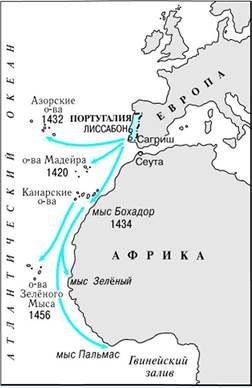 АТЛАНТИЧЕСКИЙ ОКЕАН
ЕВРОПА
Азорские
о-ва
1432
ПОРТУГАЛИЯ
ЛИССАБОН
Сагриш
Сеута
о-ва Мадейра
1420
Канарские
о-ва
мыс Бохадор
1434
АФРИКА
мыс Зелёный
о-ва
Зелёного
Мыса
1456
мыс Пальмас
Гвинейский
залив